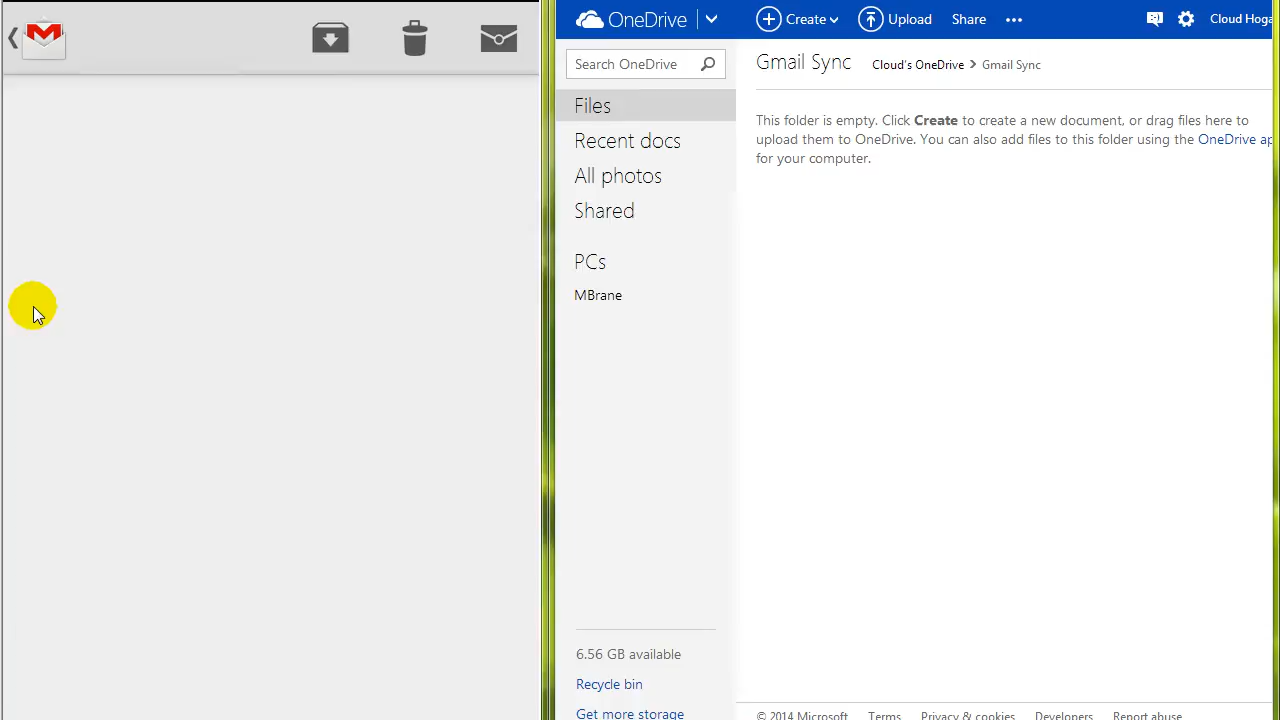 OneDrive
Create
Upload
Share
Cloud Hoga
Search OneDrive
Files
Recent docs
All photos
Shared
PCs
MBrane
6.56 GB available
Recycle bin
Get more storage
Gmail Sync
Cloud's OneDrive > Gmail Sync
This folder is empty. Click Create to create a new document, or drag files here to
upload them to OneDrive. You can also add files to this folder using the OneDrive ap
for your computer.
© 2014 Microsoft Terms Privacy & cookies Developers Report abuse